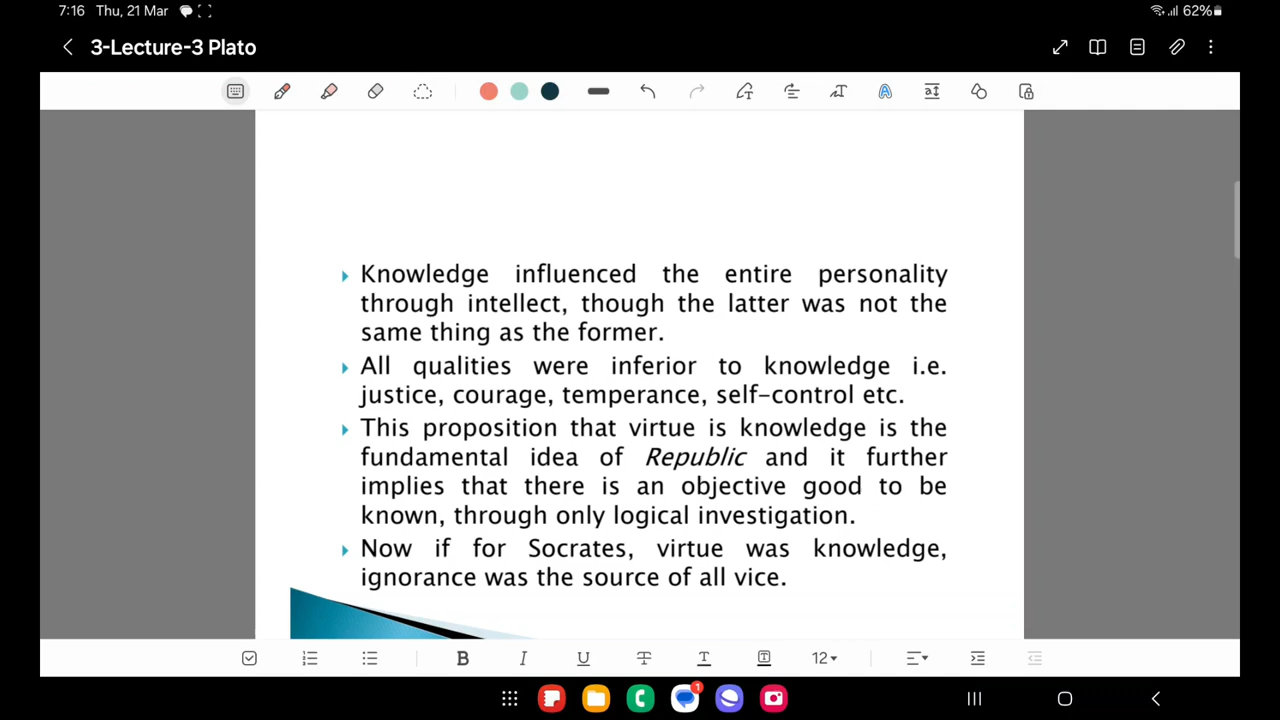 7:16 Thu, 21 Mar
62%
3-Lecture-3 Plato
Knowledge influenced the entire personality
through intellect, though the latter was not the
same thing as the former.
All qualities were inferior to knowledge i.e.
justice, courage, temperance, self-control etc.
This proposition that virtue is knowledge is the
fundamental idea of Republic and it further
implies that there is an objective good to be
known, through only logical investigation.
Now if for Socrates, virtue was knowledge,
ignorance was the source of all vice.
B I U T T T 12
1